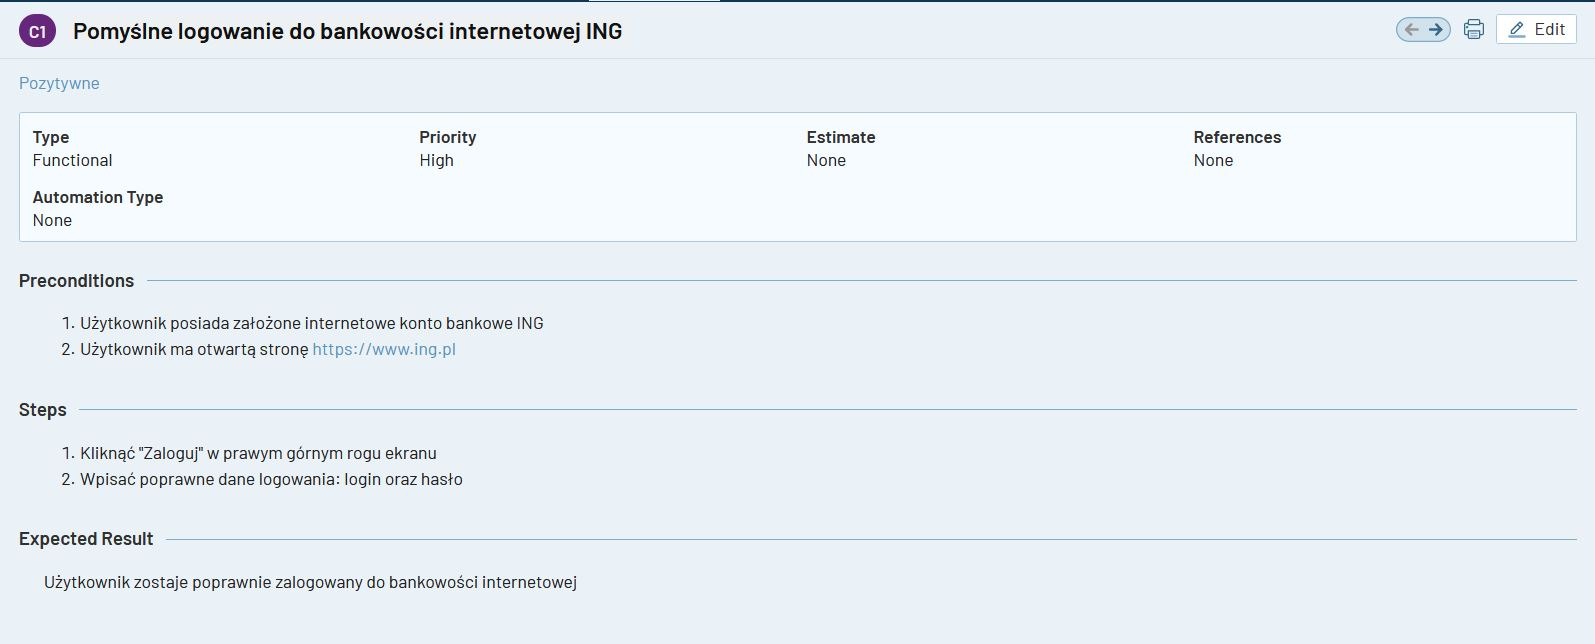 C1 Pomyślne logowanie do bankowości internetowej ING Edit
Pozytywne
Type Priority Estimate References
Functional High None None
Automation Type
None
Preconditions
1. Użytkownik posiada założone internetowe konto bankowe ING
2. Użytkownik ma otwartą stronę https://www.ing.pl
Steps
1. Kliknąć "Zaloguj" w prawym górnym rogu ekranu
2. Wpisać poprawne dane logowania: login oraz hasło
Expected Result
Użytkownik zostaje poprawnie zalogowany do bankowości internetowej